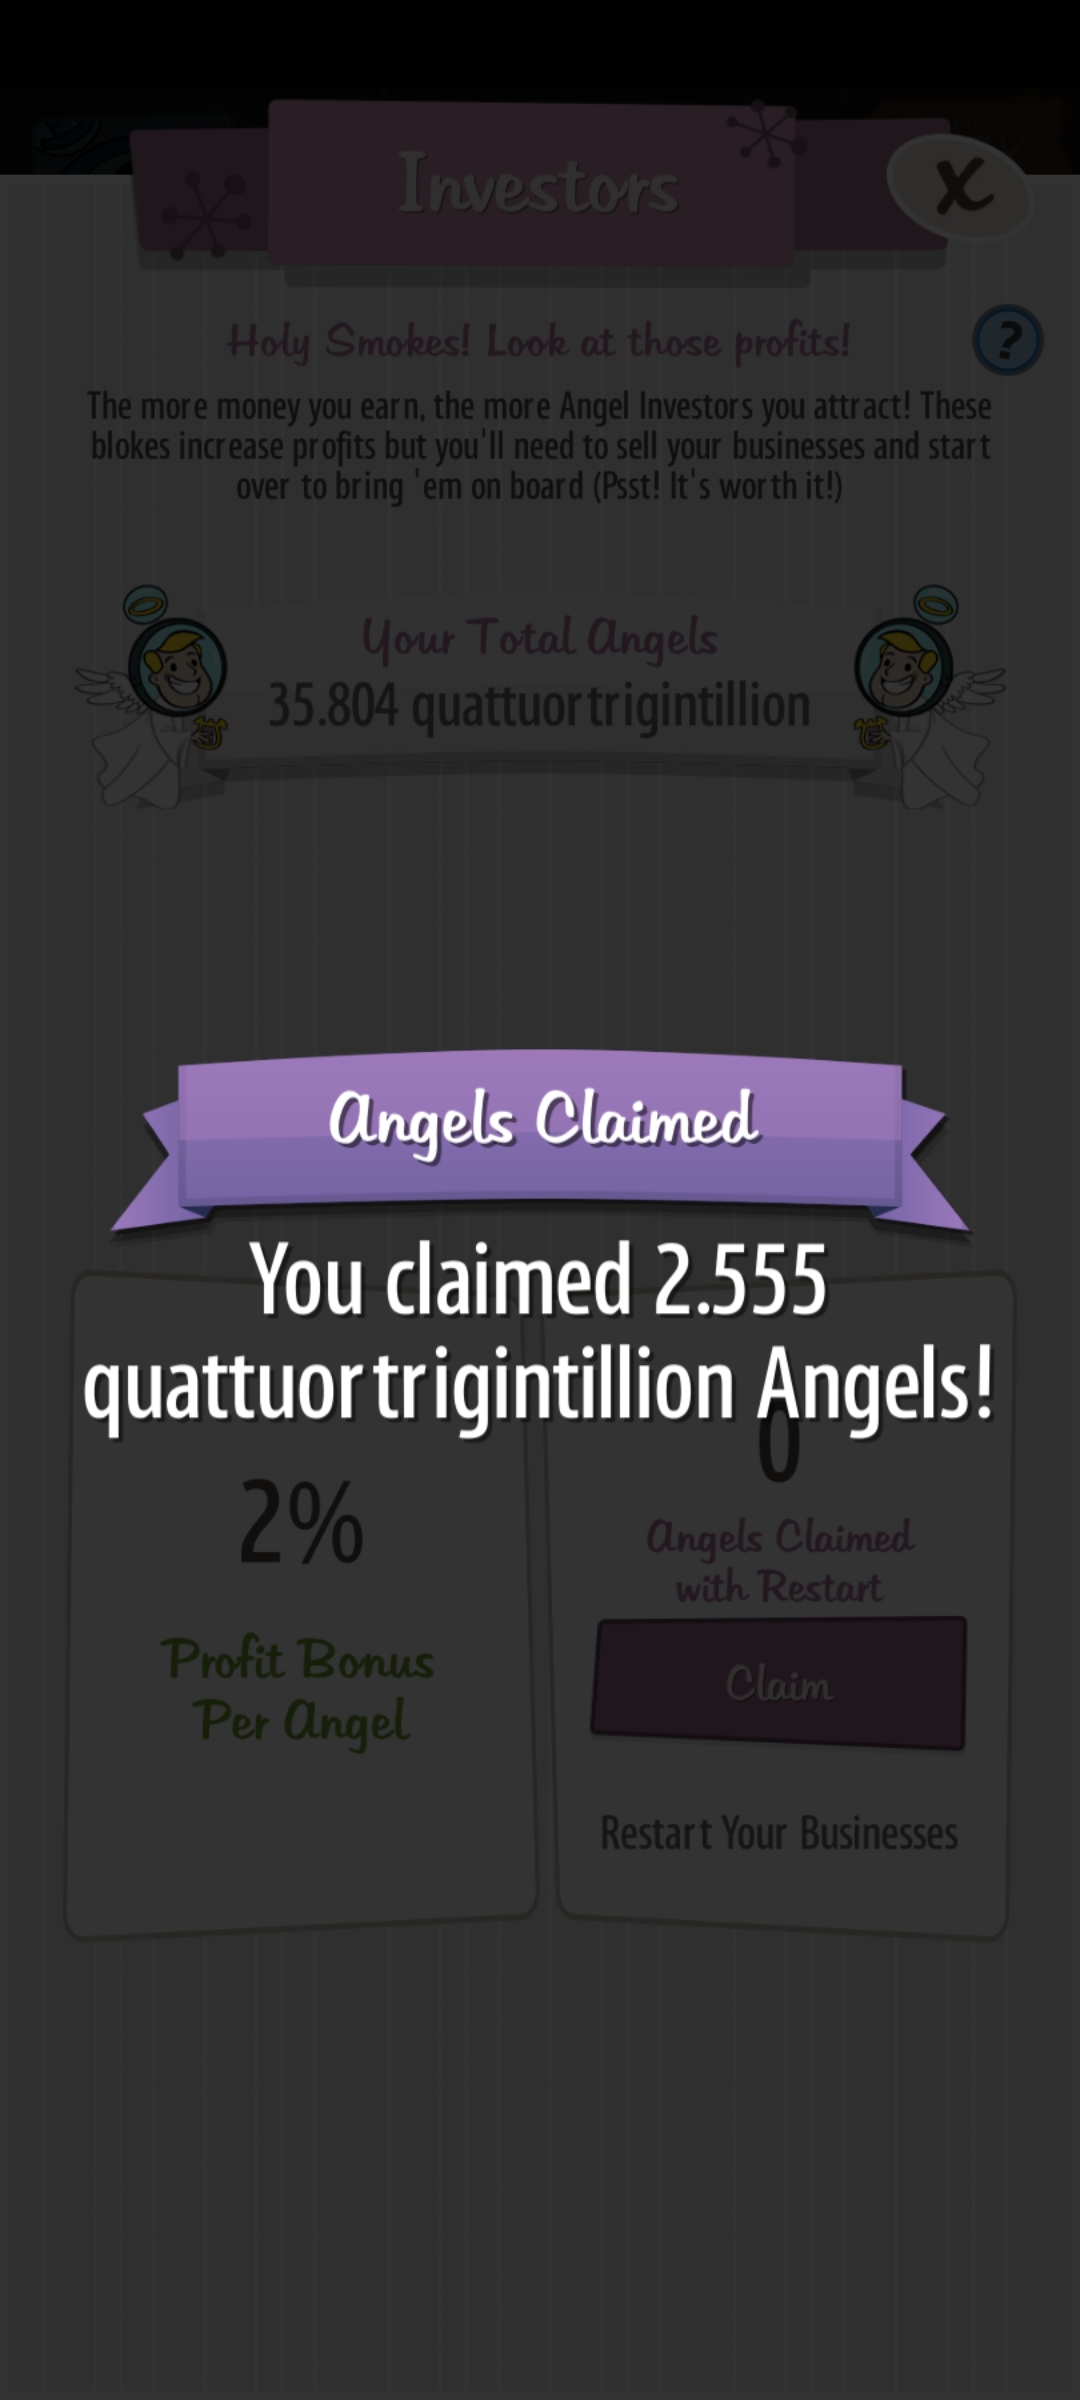 Investors
X
Holy Smokes! Look at those profits!
?
The more money you earn, the more Angel Investors you attract! These
blokes increase profits but you'll need to sell your businesses and start
over to bring 'em on board (Psst! It's worth it!)
Your Total Angels
35.804 quattuortrigintillion
Angels Claimed
You claimed 2.555
quattuortrigintillion Angels!
2%
Profit Bonus
Per Angel
0
Angels Claimed
with Restart
Claim
Restart Your Businesses